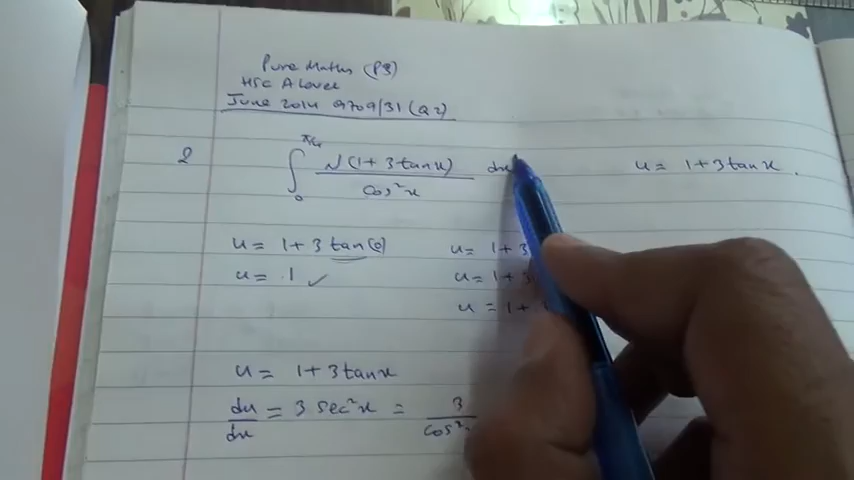 Pure Maths (P3)
HSC A Level
June 2014 9709/31 (Q2)
2 ∫₀^(π/4) √(1+3tanx) / cos²x dx u = 1+3tanx.
u = 1+3 tan(0) u = 1+3
u = 1 ✓ u = 1+
u = 1+
u = 1+3tanx
du/dx = 3 sec²x = 3/cos²